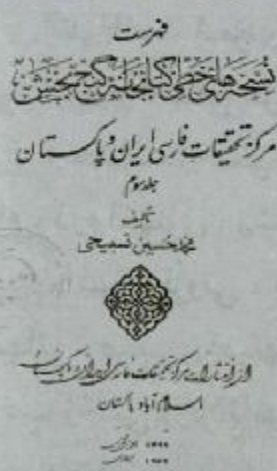 فهرست
نسخه‌های خطی کتابخانه گنج بخش
مرکز تحقیقات فارسی ایران و پاکستان
جلد سوم
تألیف
محمد حسین تسبیحی
از انتشارات مرکز تحقیقات فارسی ایران و پاکستان
اسلام آباد پاکستان